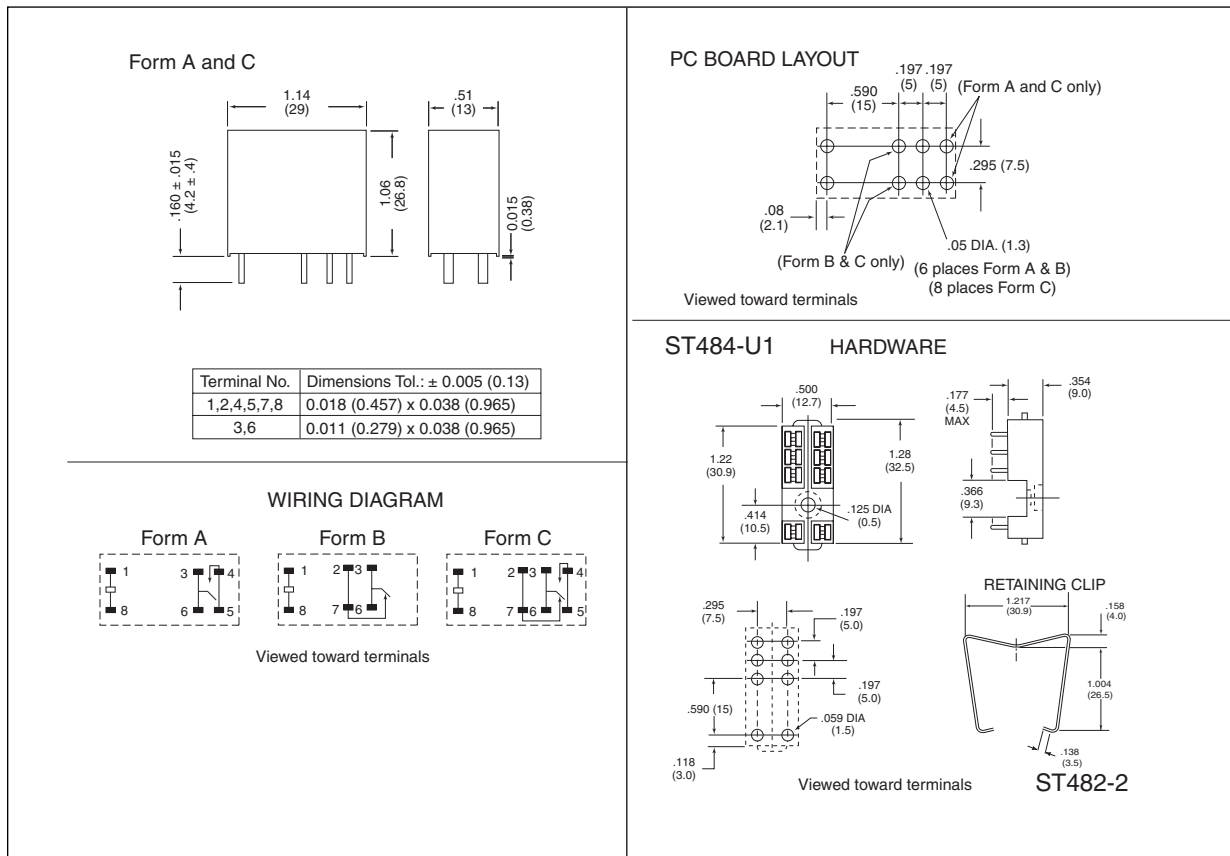 Form A and C
1.14
(29)
.51
(13)
.160 ± .015
(4.2 ± .4)
1.06
(26.8)
0.015
(0.38)
Terminal No. Dimensions Tol.: ± 0.005 (0.13)
1,2,4,5,7,8 0.018 (0.457) x 0.038 (0.965)
3,6 0.011 (0.279) x 0.038 (0.965)
WIRING DIAGRAM
Form A Form B Form C
1 3 4
8 6 5
1 2 3
8 7 6
1 2 3 4
8 7 6 5
Viewed toward terminals
PC BOARD LAYOUT
.590
(15)
.197 .197
(5) (5)
(Form A and C only)
.295 (7.5)
.08
(2.1)
.05 DIA. (1.3)
(Form B & C only)
(6 places Form A & B)
(8 places Form C)
Viewed toward terminals
ST484-U1 HARDWARE
.500
(12.7)
1.22
(30.9)
1.28
(32.5)
.414
(10.5)
.125 DIA
(0.5)
.177
(4.5)
MAX
.354
(9.0)
.366
(9.3)
.295
(7.5)
.197
(5.0)
.197
(5.0)
.590 (15)
.059 DIA
(1.5)
.118
(3.0)
Viewed toward terminals
RETAINING CLIP
1.217
(30.9)
.158
(4.0)
1.004
(26.5)
.138
(3.5)
ST482-2